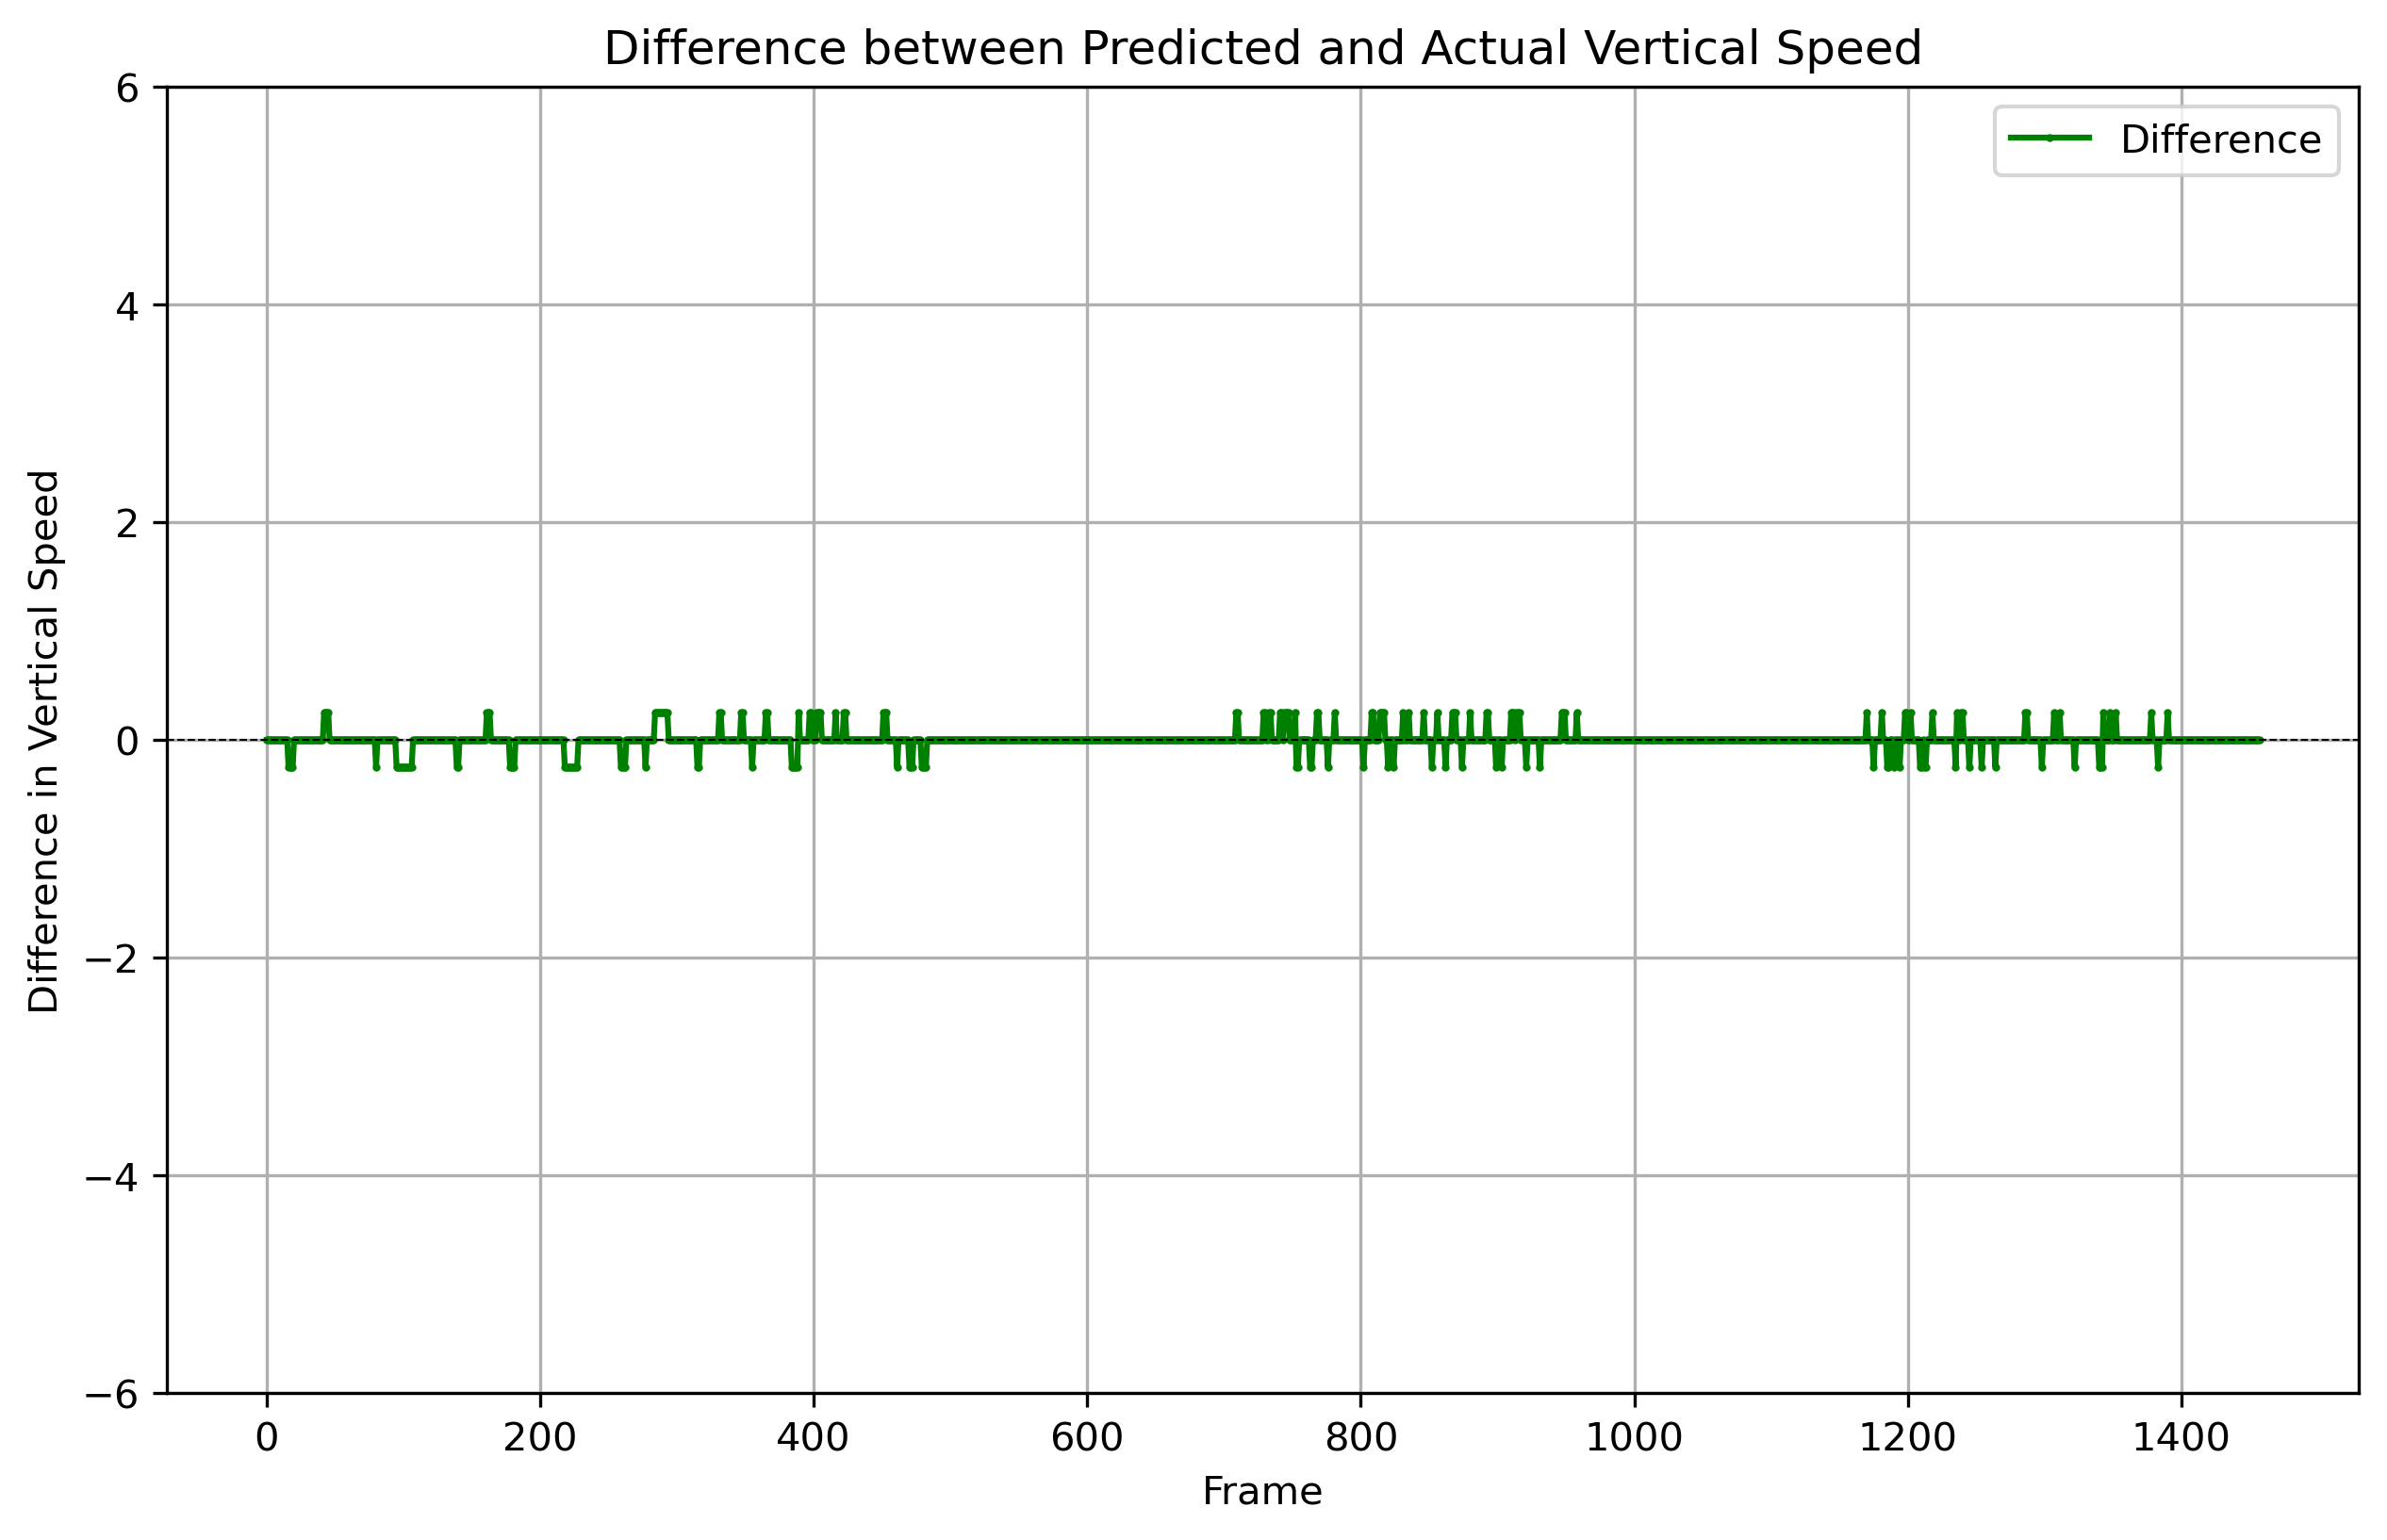 Difference between Predicted and Actual Vertical Speed
Difference
6
4
2
0
−2
−4
−6
Difference in Vertical Speed
0 200 400 600 800 1000 1200 1400
Frame